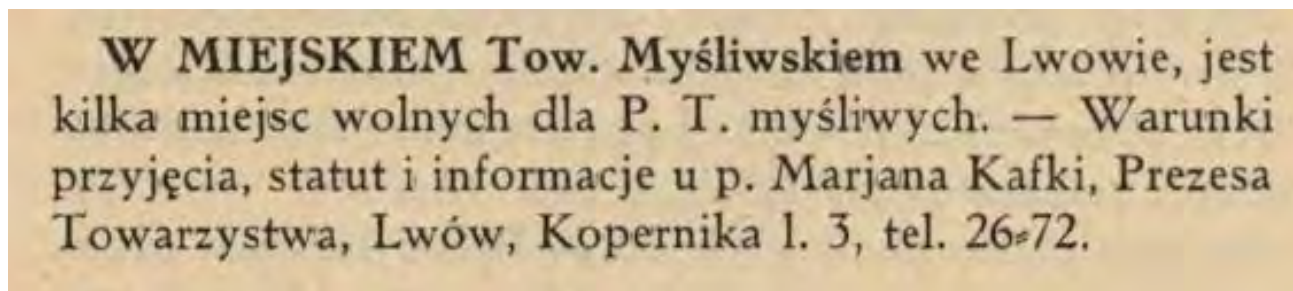 W MIEJSKIEM Tow. Myśliwskiem we Lwowie, jest
kilka miejsc wolnych dla P. T. myśliwych. — Warunki
przyjęcia, statut i informacje u p. Marjana Kafki, Prezesa
Towarzystwa, Lwów, Kopernika l. 3, tel. 26-72.